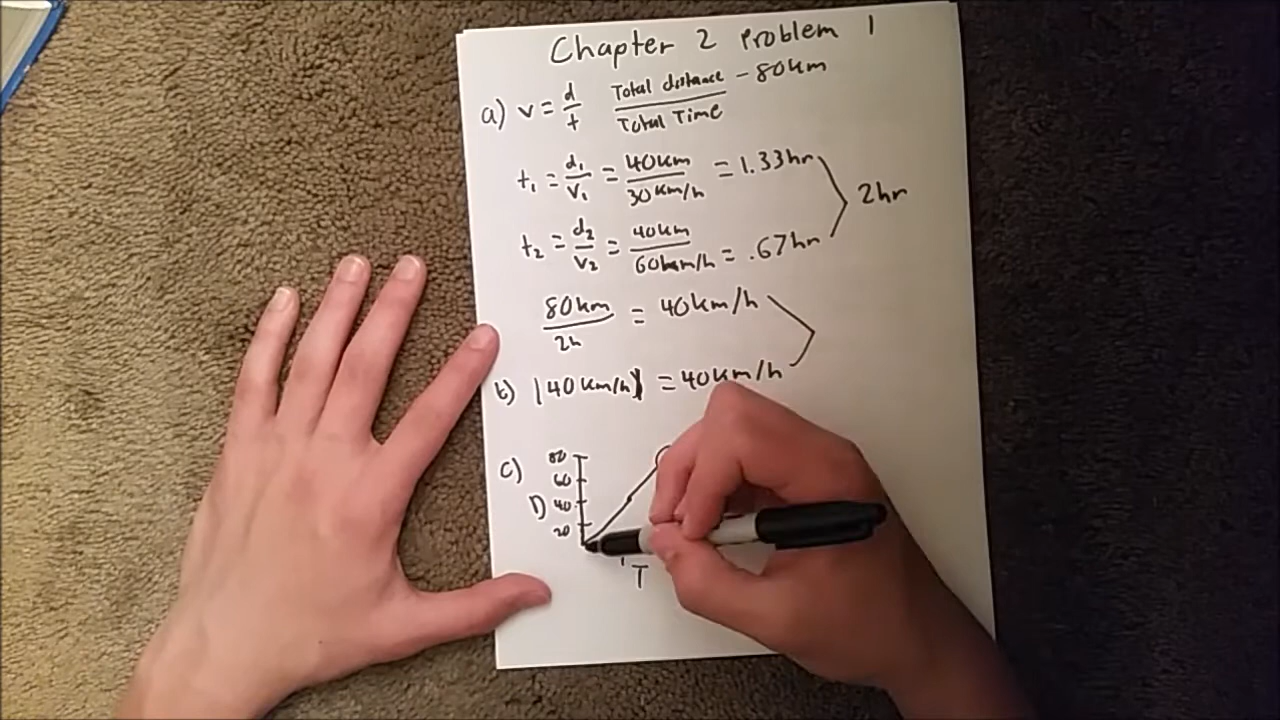 Chapter 2 Problem 1
a) v = d/t Total distance/Total Time - 80km
t₁ = d₁/v₁ = 40km/30km/h = 1.33hr
2hr
t₂ = d₂/v₂ = 40km/60km/h = .67hr
80km/2h = 40km/h
b) |40km/h| = 40km/h
c) 80
60
D 40
20
1
T